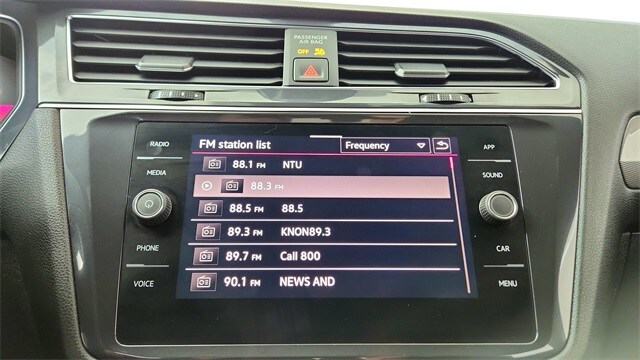 PASSENGER
AIR BAG
OFF
RADIO
MEDIA
PHONE
VOICE
FM station list
Frequency
88.1 FM NTU
88.3 FM
88.5 FM 88.5
89.3 FM KNON89.3
89.7 FM Call 800
90.1 FM NEWS AND
APP
SOUND
CAR
MENU